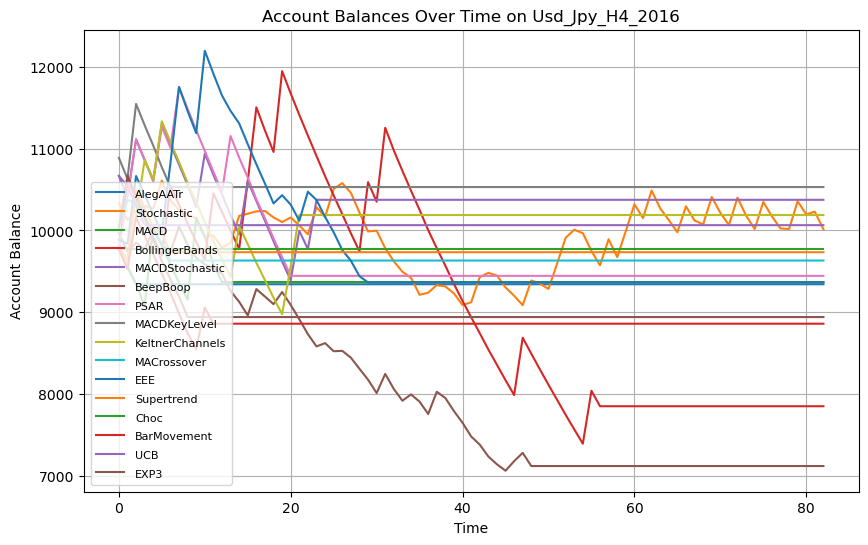 Account Balances Over Time on Usd_Jpy_H4_2016
12000
11000
10000
9000
8000
7000
Account Balance
AlegAATr
Stochastic
MACD
BollingerBands
MACDStochastic
BeepBoop
PSAR
MACDKeyLevel
KeltnerChannels
MACrossover
EEE
Supertrend
Choc
BarMovement
UCB
EXP3
0 20 40 60 80
Time